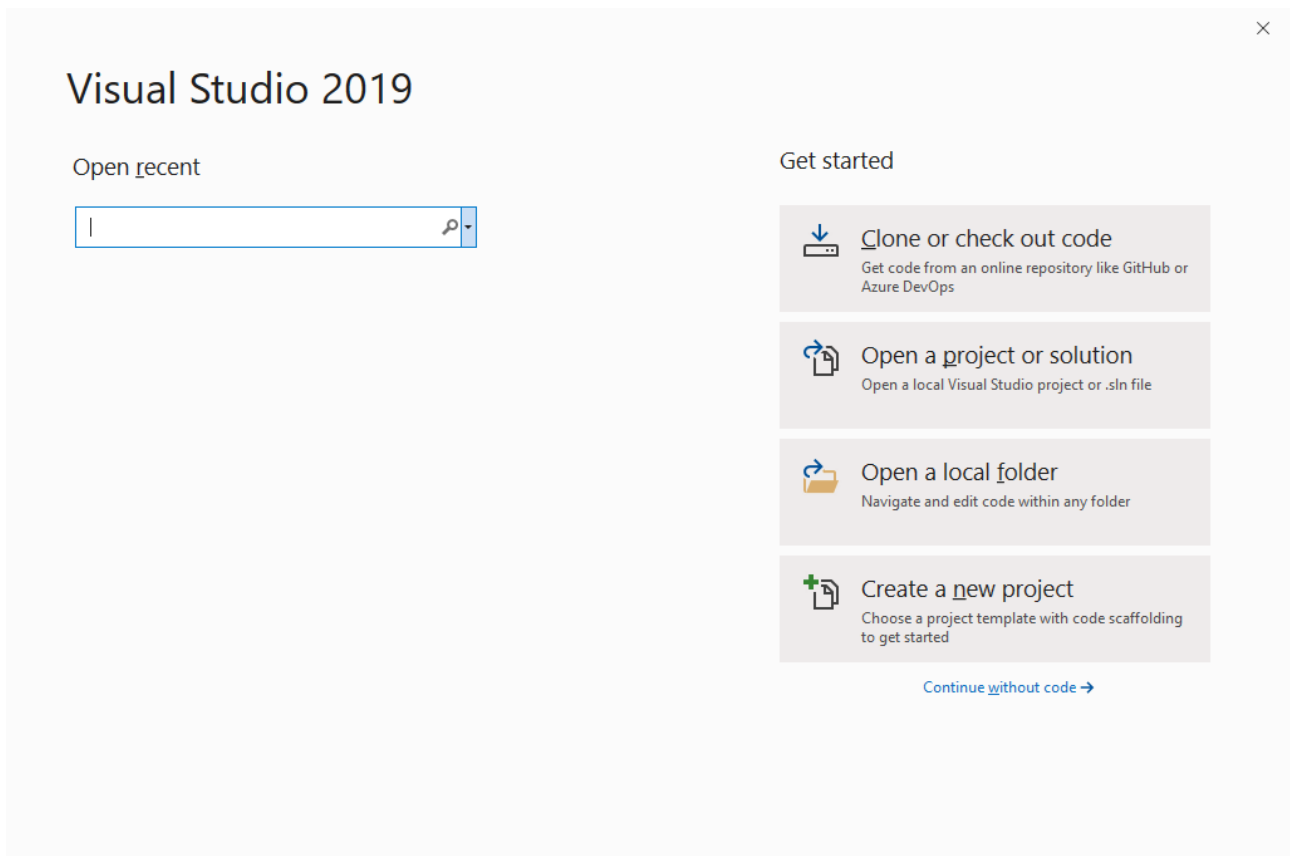 Visual Studio 2019
Open recent
Get started
Clone or check out code
Get code from an online repository like GitHub or
Azure DevOps
Open a project or solution
Open a local Visual Studio project or .sln file
Open a local folder
Navigate and edit code within any folder
Create a new project
Choose a project template with code scaffolding
to get started
Continue without code →